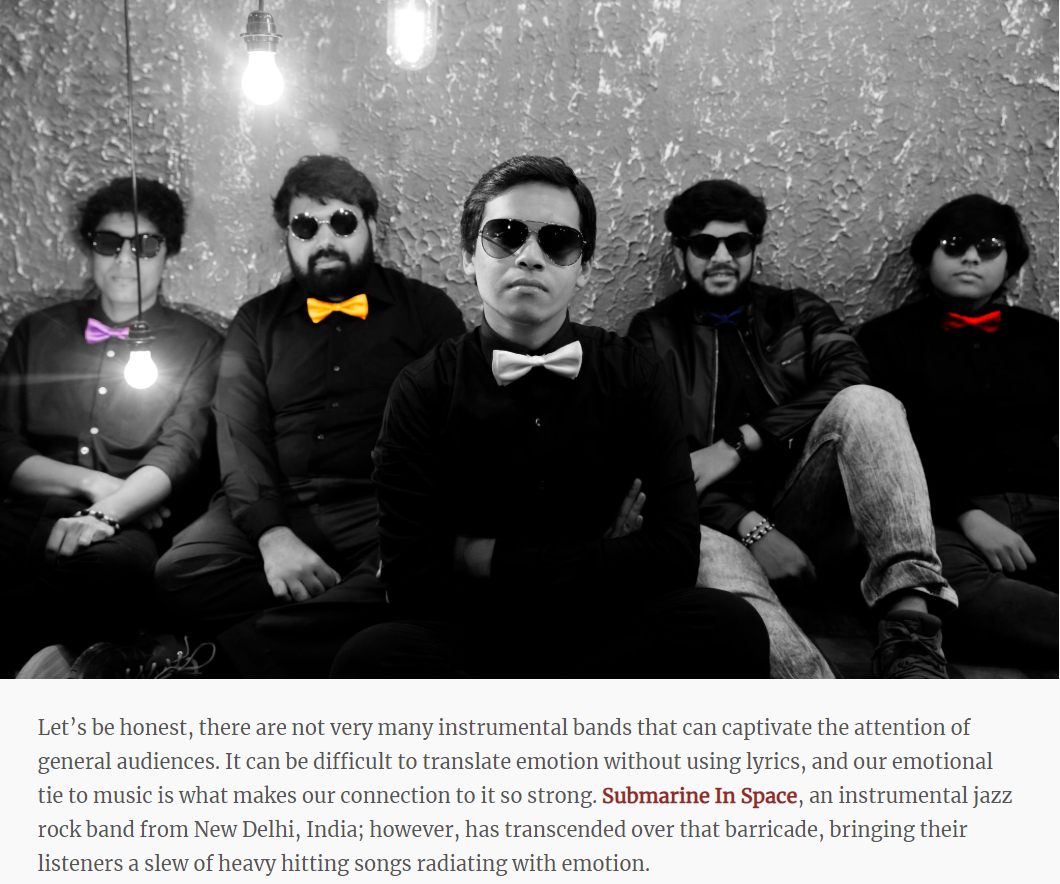 Let’s be honest, there are not very many instrumental bands that can captivate the attention of
general audiences. It can be difficult to translate emotion without using lyrics, and our emotional
tie to music is what makes our connection to it so strong. Submarine In Space, an instrumental jazz
rock band from New Delhi, India; however, has transcended over that barricade, bringing their
listeners a slew of heavy hitting songs radiating with emotion.